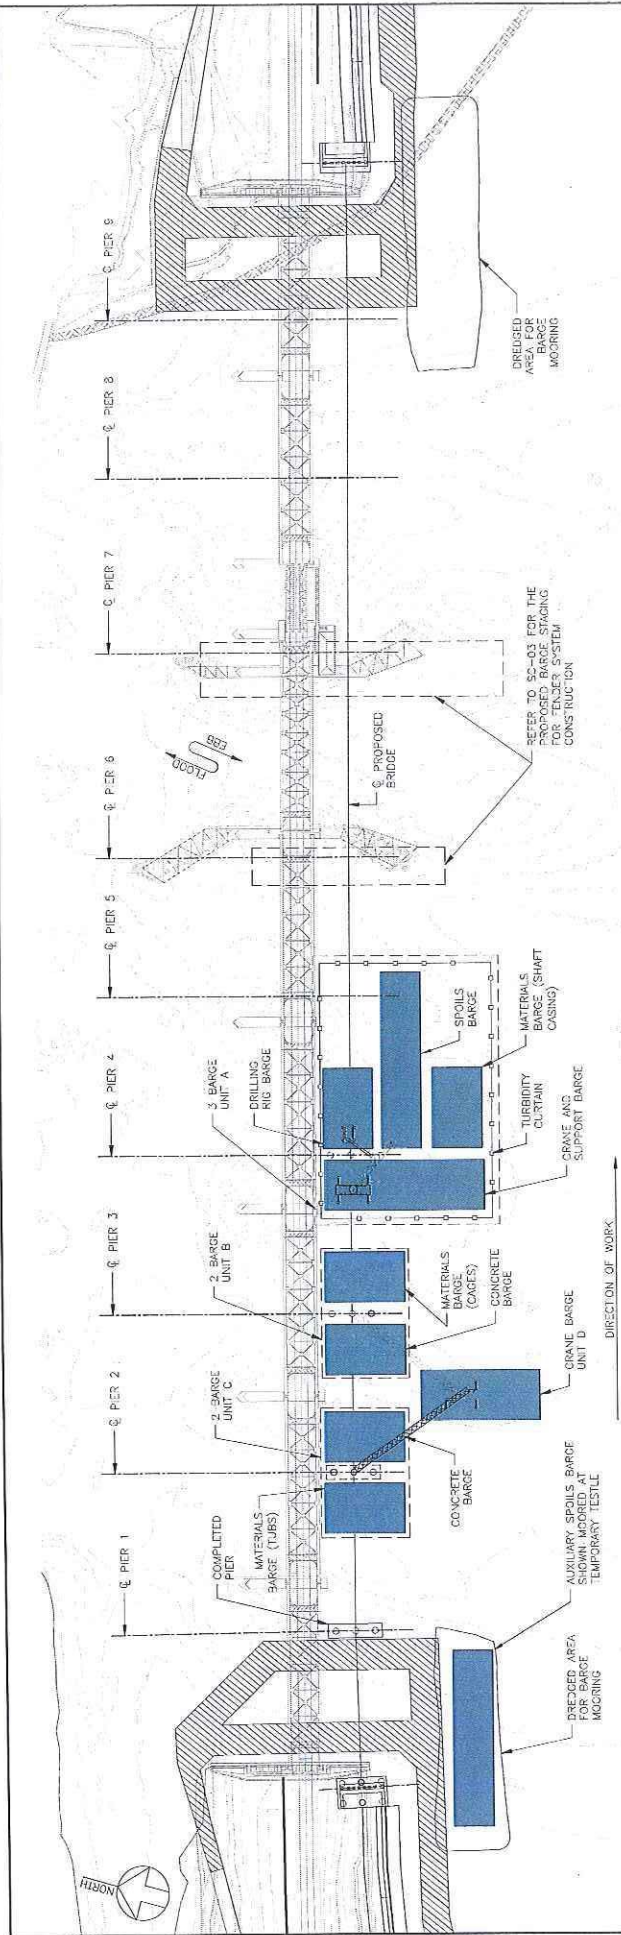 ℄ PIER 1
℄ PIER 2
℄ PIER 3
℄ PIER 4
℄ PIER 5
℄ PIER 6
℄ PIER 7
℄ PIER 8
℄ PIER 9
NORTH
COMPLETED
PIER
MATERIALS
BARGE (TUBS)
2 BARGE
UNIT C
2 BARGE
UNIT B
3 BARGE
UNIT A
DRILLING
RIG BARGE
FLOOD
EBB
℄ PROPOSED
BRIDGE
REFER TO SC-03 FOR THE
PROPOSED BARGE STAGING
FOR FENDER SYSTEM
CONSTRUCTION
DREDGED
AREA FOR
BARGE
MOORING
SPOILS
BARGE
MATERIALS
BARGE (SHAFT
CASING)
TURBIDITY
CURTAIN
CRANE AND
SUPPORT BARGE
MATERIALS
BARGE
(CAGES)
CONCRETE
BARGE
CONCRETE
BARGE
CRANE BARGE
UNIT D
AUXILIARY SPOILS BARGE
SHOWN MOORED AT
TEMPORARY TESTLE
DREDGED AREA
FOR BARGE
MOORING
DIRECTION OF WORK